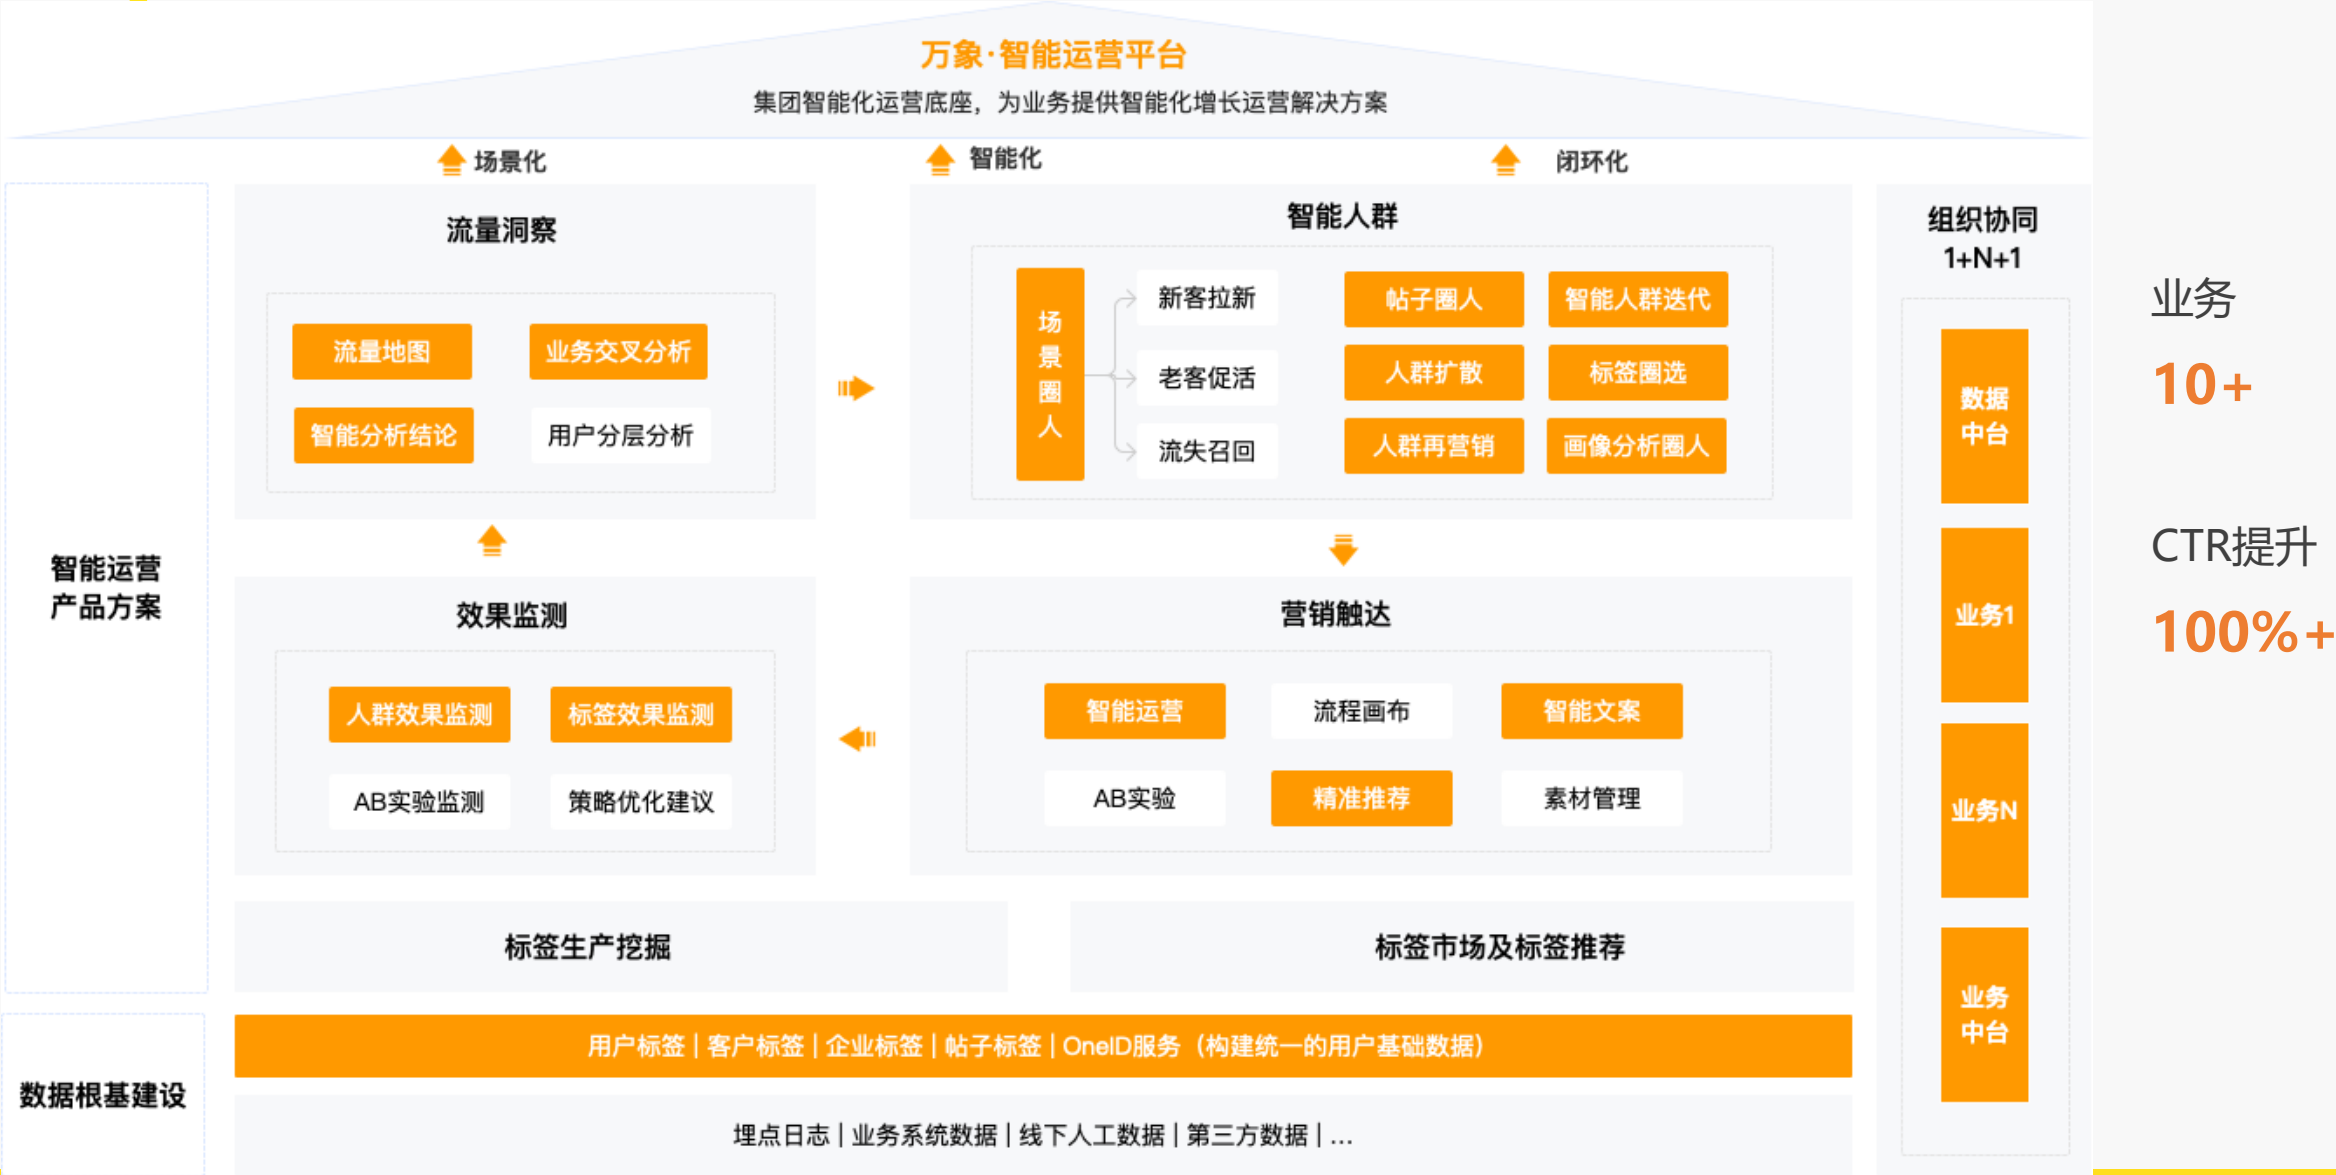 万象·智能运营平台
集团智能化运营底座，为业务提供智能化增长运营解决方案
场景化
智能化
闭环化
智能运营
产品方案
流量洞察
流量地图
业务交叉分析
智能分析结论
用户分层分析
智能人群
场
景
圈
人
新客拉新
老客促活
流失召回
帖子圈人
智能人群迭代
人群扩散
标签圈选
人群再营销
画像分析圈人
效果监测
人群效果监测
标签效果监测
AB实验监测
策略优化建议
营销触达
智能运营
流程画布
智能文案
AB实验
精准推荐
素材管理
标签生产挖掘
标签市场及标签推荐
数据根基建设
用户标签 | 客户标签 | 企业标签 | 帖子标签 | OneID服务（构建统一的用户基础数据）
埋点日志 | 业务系统数据 | 线下人工数据 | 第三方数据 | ...
组织协同
1+N+1
数据
中台
业务1
业务N
业务
中台
业务
10+
CTR提升
100%+